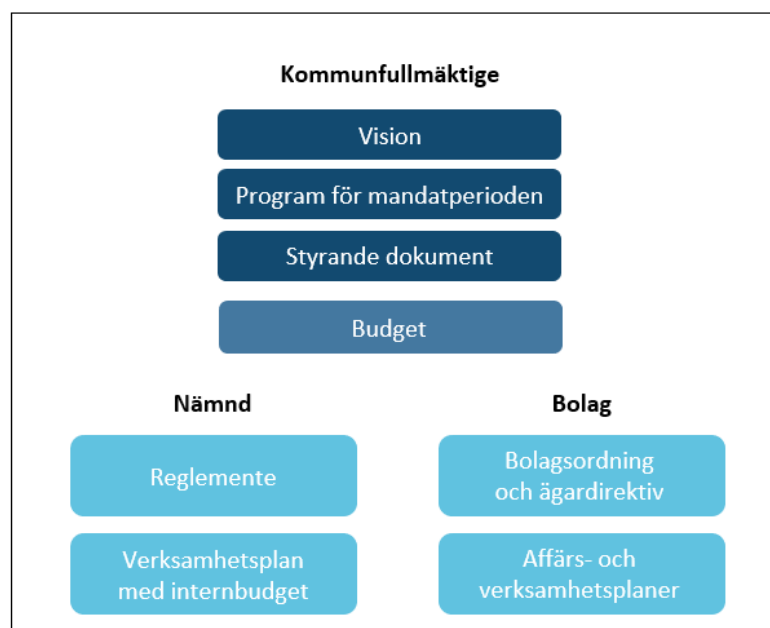 Kommunfullmäktige
Vision
Program för mandatperioden
Styrande dokument
Budget
Nämnd
Reglemente
Verksamhetsplan
med internbudget
Bolag
Bolagsordning
och ägardirektiv
Affärs- och
verksamhetsplaner